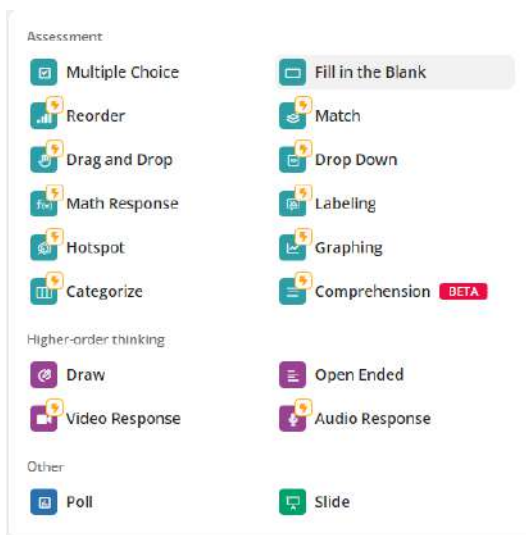 Assessment
Multiple Choice
Fill in the Blank
Reorder
Match
Drag and Drop
Drop Down
f(x) Math Response
Labeling
Hotspot
Graphing
Categorize
Comprehension BETA
Higher-order thinking
Draw
Open Ended
Video Response
Audio Response
Other
Poll
Slide